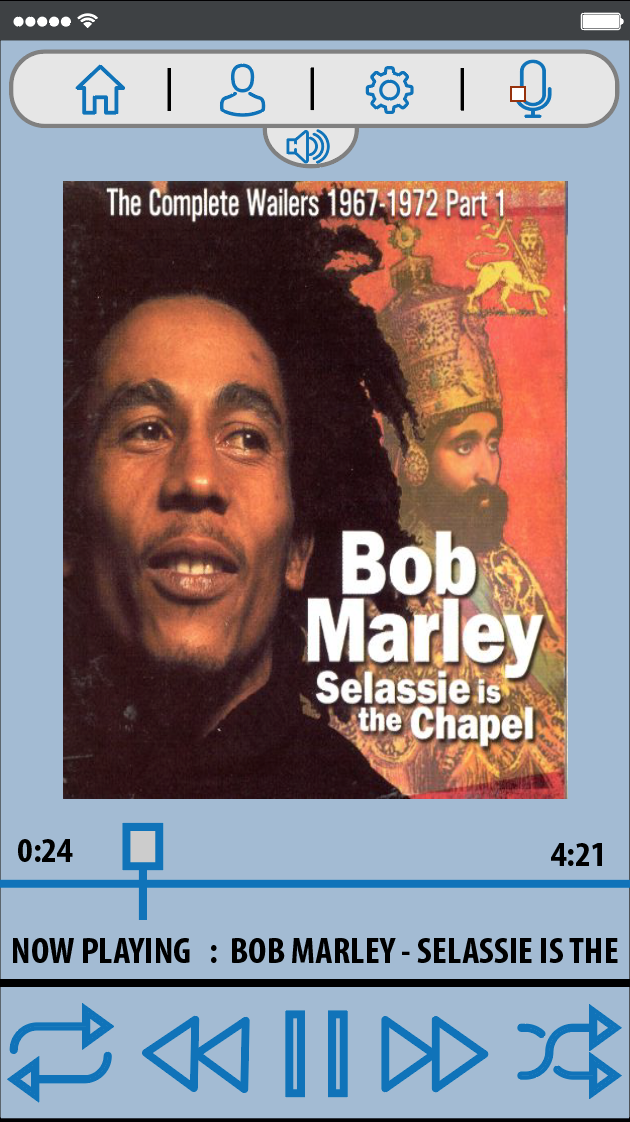 The Complete Wailers 1967-1972 Part 1
Bob
Marley
Selassie is
the Chapel
0:24
4:21
NOW PLAYING : BOB MARLEY - SELASSIE IS THE